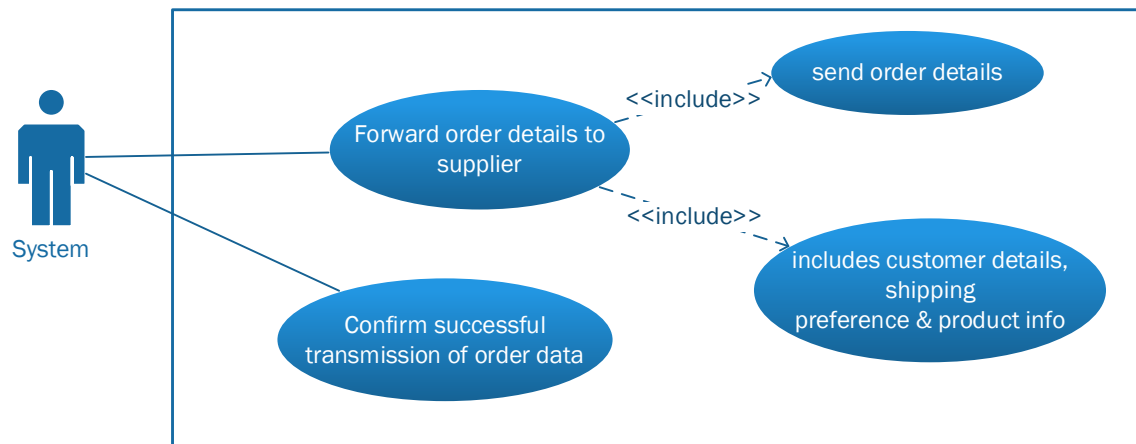 send order details
<<include>>
Forward order details to
supplier
<<include>>
System
includes customer details,
shipping
preference & product info
Confirm successful
transmission of order data